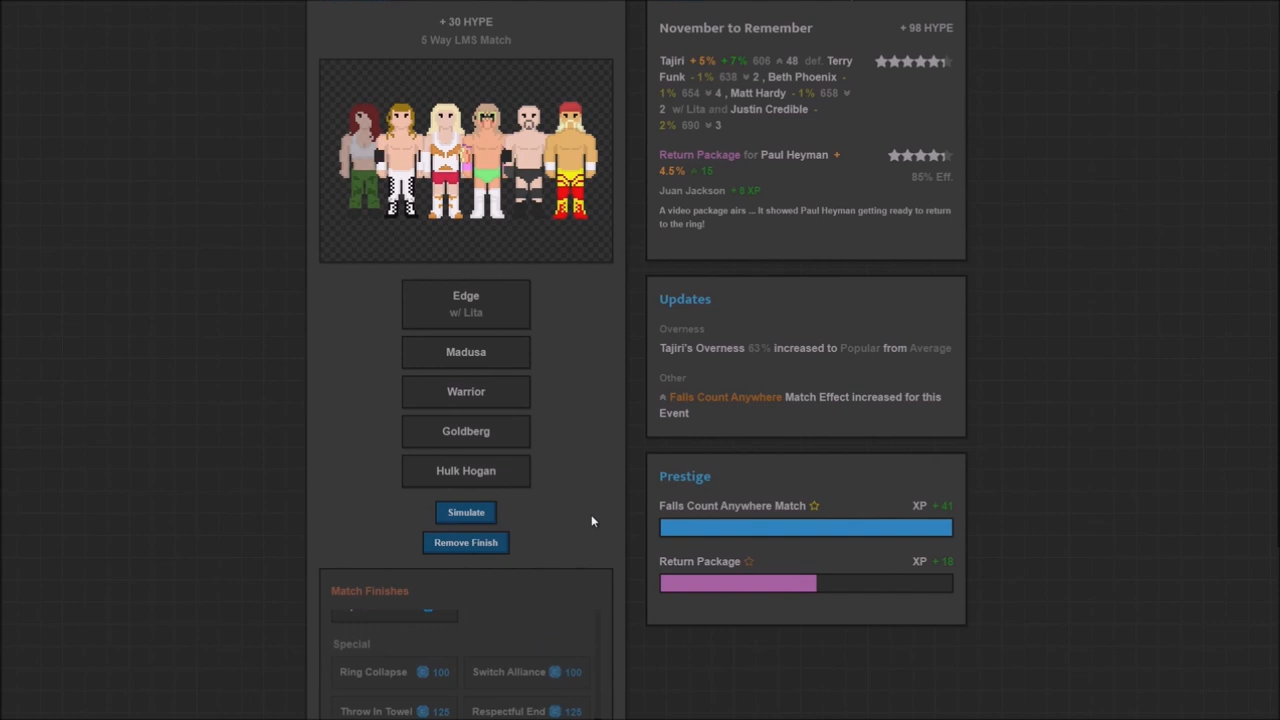 + 30 HYPE
5 Way LMS Match
Edge
w/ Lita
Madusa
Warrior
Goldberg
Hulk Hogan
Simulate
Remove Finish
Match Finishes
Special
Ring Collapse 100
Switch Alliance 100
Throw In Towel 125
Respectful End 125
November to Remember + 98 HYPE
Tajiri + 5% + 7% 606 48 def. Terry
Funk - 1% 638 2 , Beth Phoenix -
1% 654 4 , Matt Hardy - 1% 658
2 w/ Lita and Justin Credible -
2% 690 3
Return Package for Paul Heyman +
4.5% 15
85% Eff.
Juan Jackson + 8 XP
A video package airs ... It showed Paul Heyman getting ready to return
to the ring!
Updates
Overness
Tajiri's Overness 63% increased to Popular from Average
Other
Falls Count Anywhere Match Effect increased for this
Event
Prestige
Falls Count Anywhere Match XP + 41
Return Package XP + 18